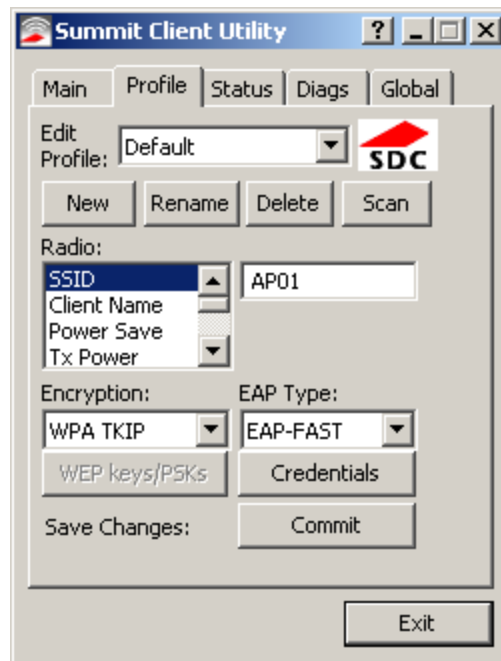 Summit Client Utility ?
Main Profile Status Diags Global
Edit Profile: Default
SDC
New Rename Delete Scan
Radio:
SSID AP01
Client Name
Power Save
Tx Power
Encryption: EAP Type:
WPA TKIP EAP-FAST
WEP keys/PSKs Credentials
Save Changes: Commit
Exit